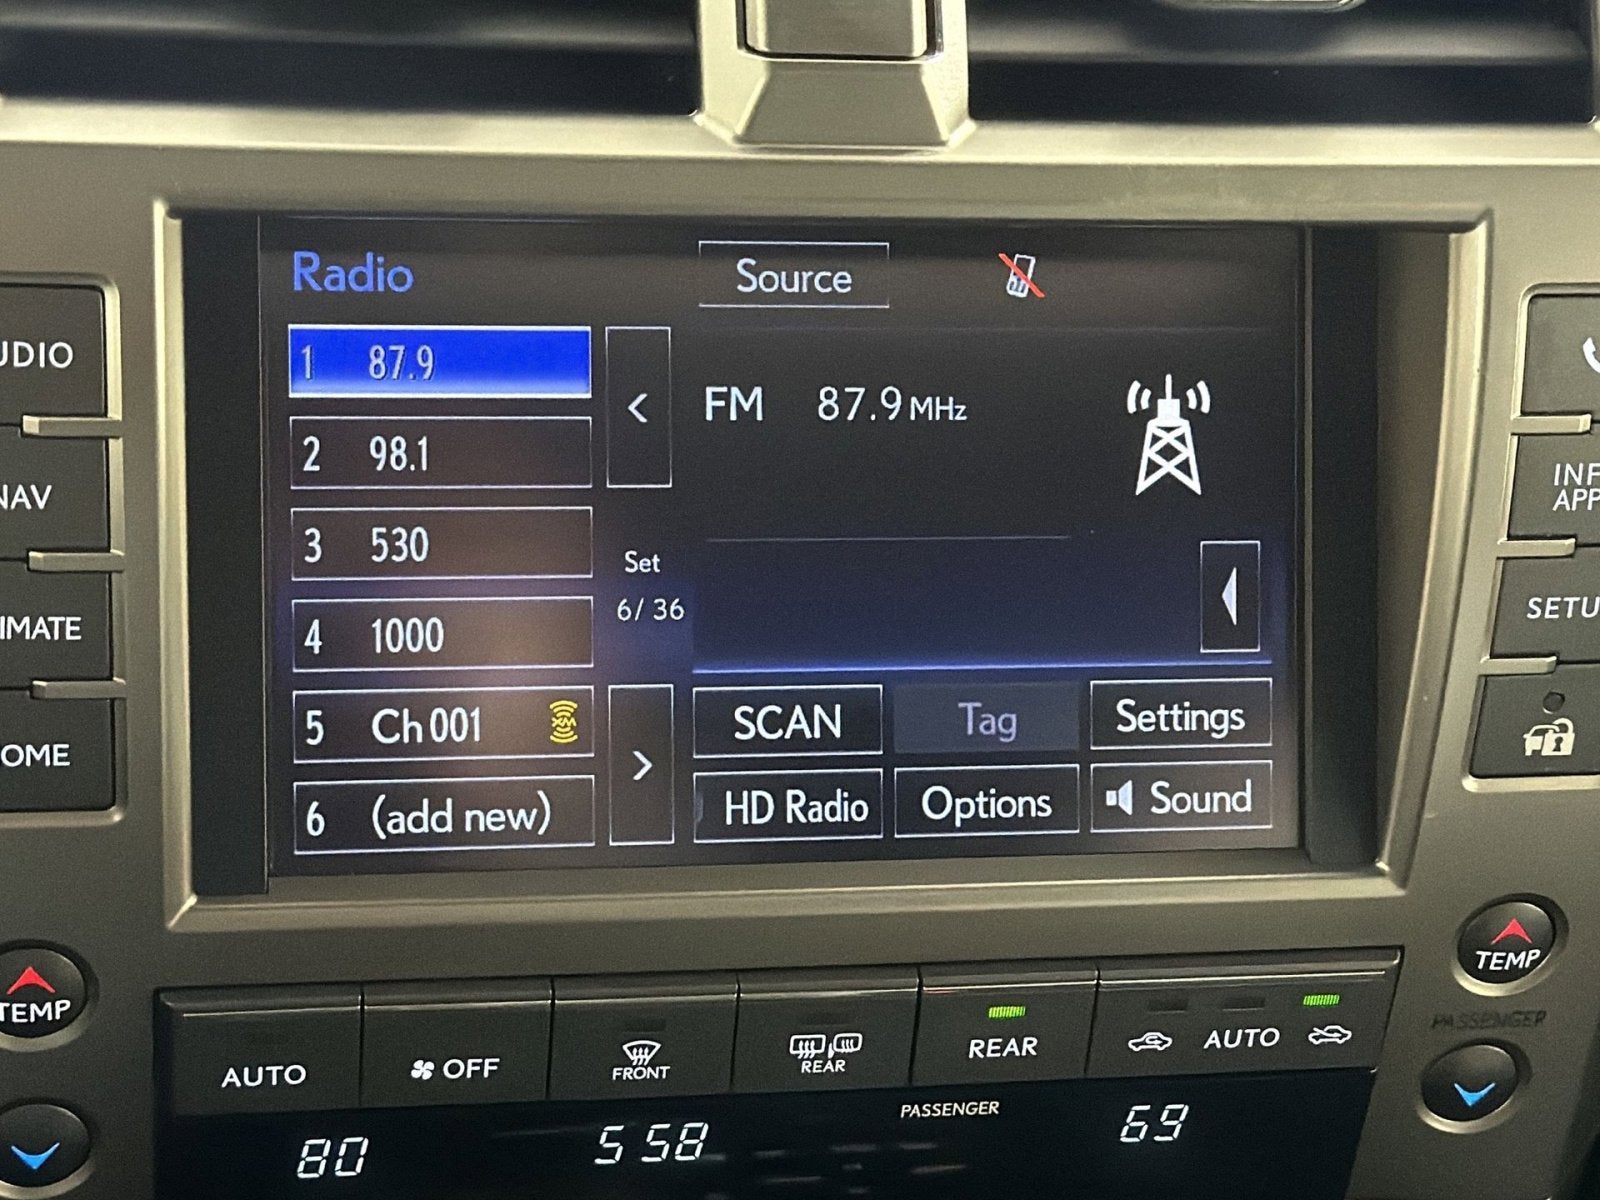 Radio
Source
1 87.9
2 98.1
3 530
4 1000
5 Ch 001
XM
6 (add new)
<
Set
6/ 36
>
FM 87.9 MHz
SCAN
Tag
Settings
HD Radio
Options
Sound
UDIO
NAV
IMATE
OME
INF
APP
SETU
TEMP
TEMP
PASSENGER
AUTO
OFF
FRONT
REAR
REAR
AUTO
PASSENGER
80
5 58
69